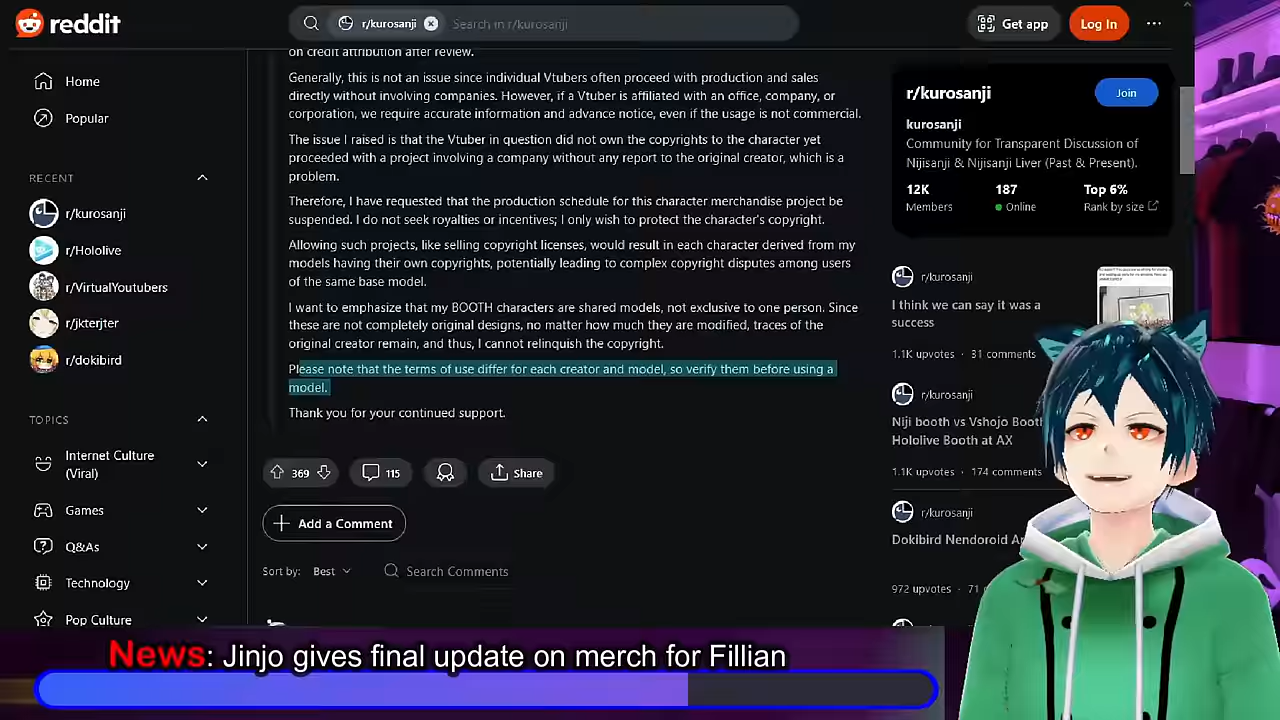 reddit
r/kurosanji
Search in r/kurosanji
Get app
Log In
Home
Popular
RECENT
r/kurosanji
r/Hololive
r/VirtualYoutubers
r/jkterjter
r/dokibird
TOPICS
Internet Culture
(Viral)
Games
Q&As
Technology
Pop Culture
on credit attribution after review.
Generally, this is not an issue since individual Vtubers often proceed with production and sales
directly without involving companies. However, if a Vtuber is affiliated with an office, company, or
corporation, we require accurate information and advance notice, even if the usage is not commercial.
The issue I raised is that the Vtuber in question did not own the copyrights to the character yet
proceeded with a project involving a company without any report to the original creator, which is a
problem.
Therefore, I have requested that the production schedule for this character merchandise project be
suspended. I do not seek royalties or incentives; I only wish to protect the character's copyright.
Allowing such projects, like selling copyright licenses, would result in each character derived from my
models having their own copyrights, potentially leading to complex copyright disputes among users
of the same base model.
I want to emphasize that my BOOTH characters are shared models, not exclusive to one person. Since
these are not completely original designs, no matter how much they are modified, traces of the
original creator remain, and thus, I cannot relinquish the copyright.
Please note that the terms of use differ for each creator and model, so verify them before using a
model.
Thank you for your continued support.
369
115
Share
Add a Comment
Sort by:
Best
Search Comments
r/kurosanji
Join
kurosanji
Community for Transparent Discussion of
Nijisanji & Nijisanji Liver (Past & Present).
12K
187
Top 6%
Members
Online
Rank by size
r/kurosanji
I think we can say it was a
success
1.1K upvotes · 31 comments
r/kurosanji
Niji booth vs Vshojo Booth
Hololive Booth at AX
1.1K upvotes · 174 comments
r/kurosanji
Dokibird Nendoroid
972 upvotes · 71
News: Jinjo gives final update on merch for Fillian